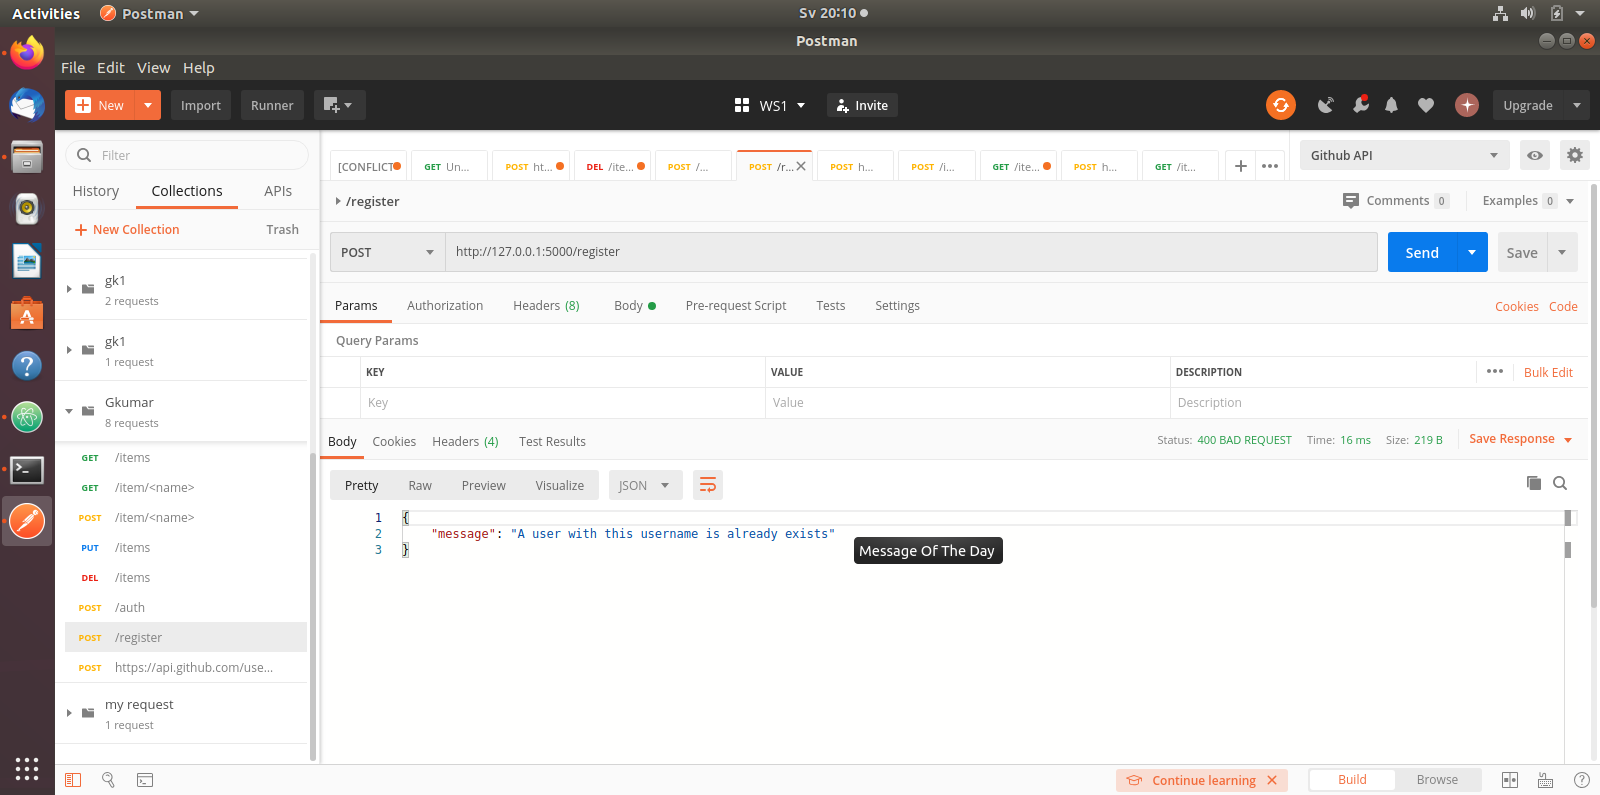 Activities Postman Sv 20:10
Postman
File Edit View Help
New Import Runner WS1 Invite Upgrade
Filter
History Collections APIs
New Collection Trash
gk1
2 requests
gk1
1 request
Gkumar
8 requests
GET /items
GET /item/<name>
POST /item/<name>
PUT /items
DEL /items
POST /auth
POST /register
POST https://api.github.com/use...
my request
1 request
[CONFLICT GET Un... POST ht... DEL /ite... POST /... POST /r... POST h... POST /i... GET /ite... POST h... GET /it... Github API
/register Comments 0 Examples 0
POST http://127.0.0.1:5000/register Send Save
Params Authorization Headers (8) Body Pre-request Script Tests Settings Cookies Code
Query Params
KEY VALUE DESCRIPTION Bulk Edit
Key Value Description
Body Cookies Headers (4) Test Results Status: 400 BAD REQUEST Time: 16 ms Size: 219 B Save Response
Pretty Raw Preview Visualize JSON
1 {
2 "message": "A user with this username is already exists"
3 }
Message Of The Day
Continue learning Build Browse